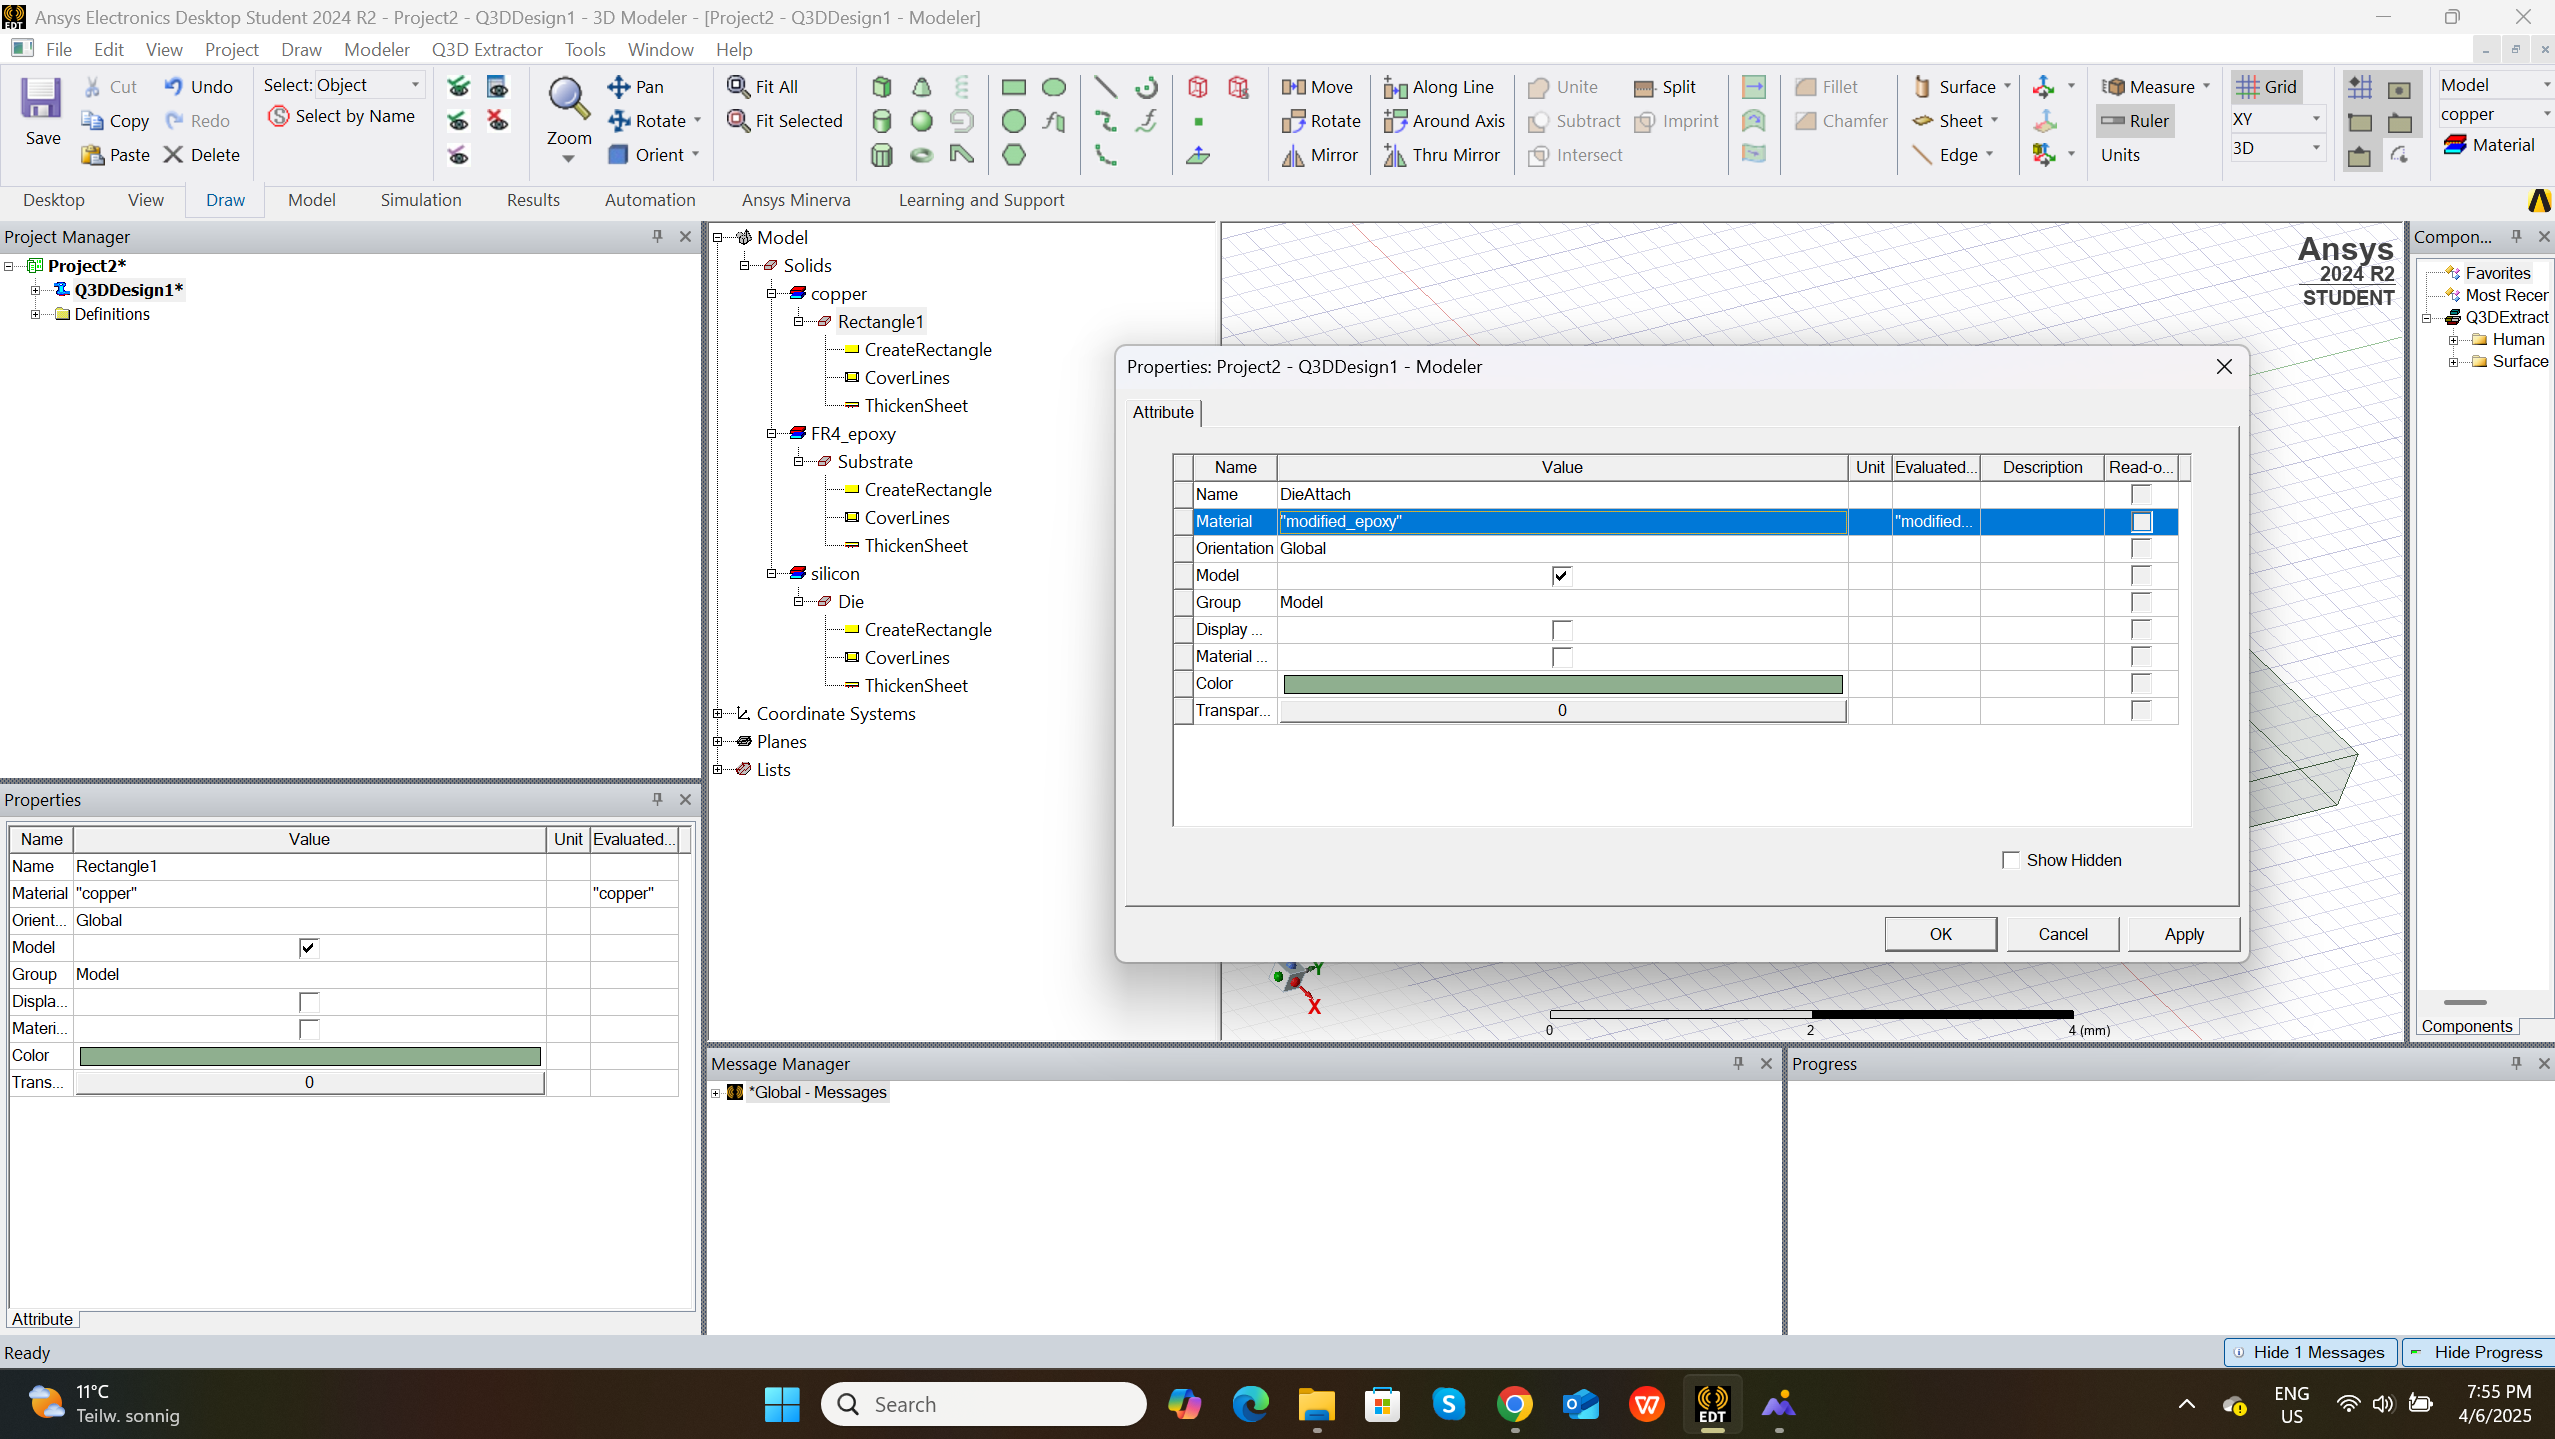 Ansys Electronics Desktop Student 2024 R2 - Project2 - Q3DDesign1 - 3D Modeler - [Project2 - Q3DDesign1 - Modeler]
File Edit View Project Draw Modeler Q3D Extractor Tools Window Help
Save
Cut Copy Paste
Undo Redo Delete
Select: Object
Select by Name
Zoom
Pan Rotate Orient
Fit All
Fit Selected
Move Rotate Mirror
Along Line
Around Axis
Thru Mirror
Unite Subtract Intersect
Split Imprint
Fillet Chamfer
Surface Sheet Edge
Measure Ruler Units
Grid
XY
3D
Model
copper
Material
Desktop View Draw Model Simulation Results Automation Ansys Minerva Learning and Support
Project Manager
Project2*
Q3DDesign1*
Definitions
Model
Solids
copper
Rectangle1
CreateRectangle
CoverLines
ThickenSheet
FR4_epoxy
Substrate
CreateRectangle
CoverLines
ThickenSheet
silicon
Die
CreateRectangle
CoverLines
ThickenSheet
Coordinate Systems
Planes
Lists
Ansys
2024 R2
STUDENT
Compon...
Favorites
Most Recer
Q3DExtract
Human
Surface
Components
Properties: Project2 - Q3DDesign1 - Modeler
Attribute
Name Value Unit Evaluated... Description Read-o...
Name DieAttach
Material "modified_epoxy" "modified...
Orientation Global
Model
Group Model
Display ...
Material ...
Color
Transpar... 0
Show Hidden
OK Cancel Apply
Y
X
0 2 4 (mm)
Properties
Name Value Unit Evaluated...
Name Rectangle1
Material "copper" "copper"
Orient... Global
Model
Group Model
Displa...
Materi...
Color
Trans... 0
Attribute
Message Manager
*Global - Messages
Progress
Ready
Hide 1 Messages
Hide Progress
11°C
Teilw. sonnig
Search
EDT
ENG
US
7:55 PM
4/6/2025